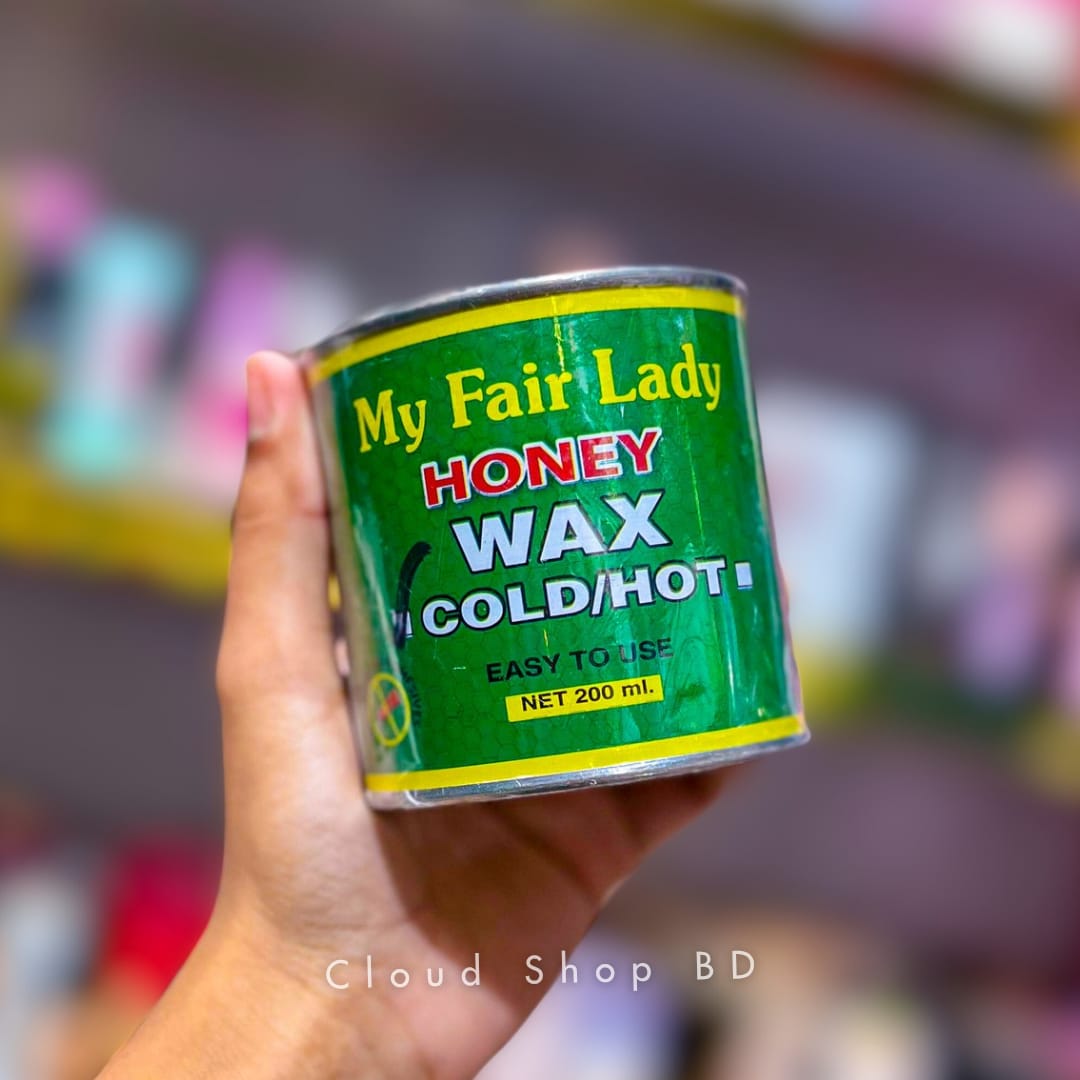 My Fair Lady
HONEY
WAX
COLD/HOT
EASY TO USE
NET 200 ml.
Cloud Shop BD